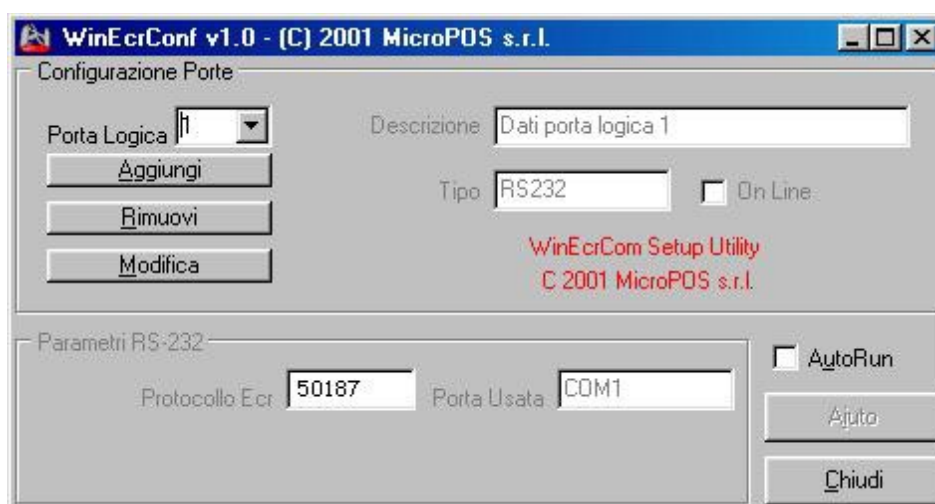 WinEcrConf v1.0 - (C) 2001 MicroPOS s.r.l.
Configurazione Porte
Porta Logica 1
Descrizione Dati porta logica 1
Aggiungi
Tipo RS232 On Line
Rimuovi
WinEcrCom Setup Utility
Modifica
C 2001 MicroPOS s.r.l.
Parametri RS-232
AutoRun
Protocollo Ecr 50187 Porta Usata COM1
Ajuto
Chiudi